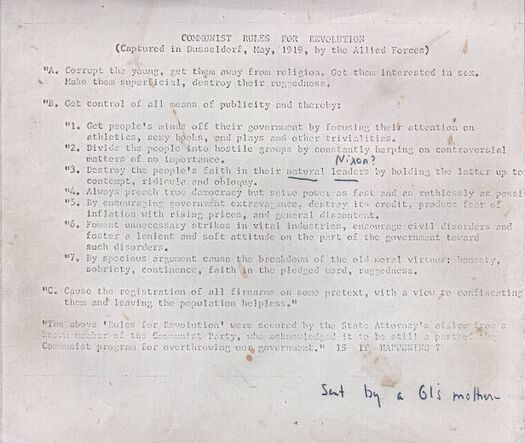 COMMUNIST RULES FOR REVOLUTION
(Captured in Dusseldorf, May, 1919, by the Allied Forces)
"A. Corrupt the young, get them away from religion. Get them interested in sex.
Make them superficial, destroy their ruggedness.
"B. Get control of all means of publicity and thereby:
"1. Get people's minds off their government by focusing their attention on
athletics, sexy books, and plays and other trivialities.
"2. Divide the people into hostile groups by constantly harping on controversial
matters of no importance.
Nixon?
"3. Destroy the people's faith in their natural leaders by holding the latter up to
contempt, ridicule and obloquy.
"4. Always preach true democracy but seize power as fast and as ruthlessly as possi
"5. By encouraging government extravagance, destroy its credit, produce fear of
inflation with rising prices, and general discontent.
"6. Foment unnecessary strikes in vital industries, encourage civil disorders and
foster a lenient and soft attitude on the part of the government toward
such disorders.
"7. By specious argument cause the breakdown of the old moral virtues: honesty,
sobriety, continence, faith in the pledged word, ruggedness.
"C. Cause the registration of all firearms on some pretext, with a view to confiscating
them and leaving the population helpless."
"The above 'Rules for Revolution' were secured by the State Attorney's office from a
known member of the Communist Party, who acknowledged it to be still a part of the
Communist program for overthrowing our government." IS IT HAPPENING ?
Sent by a GI's mother